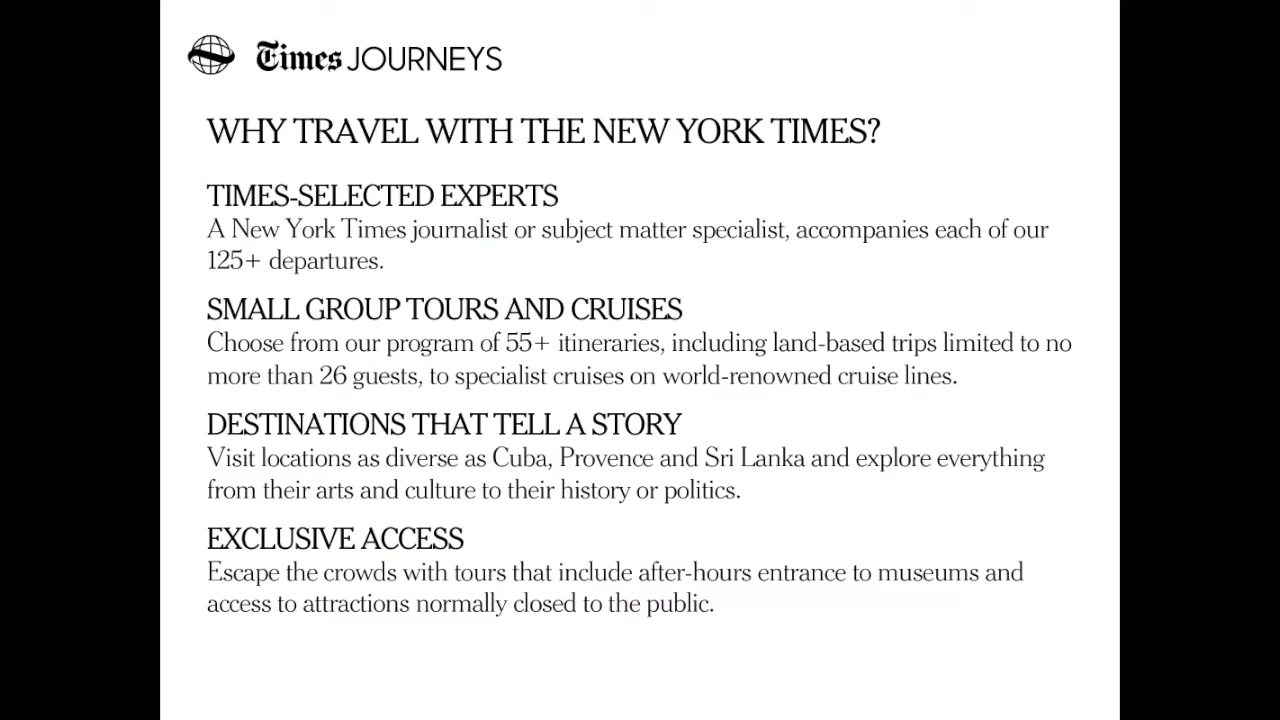 Times JOURNEYS
WHY TRAVEL WITH THE NEW YORK TIMES?
TIMES-SELECTED EXPERTS
A New York Times journalist or subject matter specialist, accompanies each of our
125+ departures.
SMALL GROUP TOURS AND CRUISES
Choose from our program of 55+ itineraries, including land-based trips limited to no
more than 26 guests, to specialist cruises on world-renowned cruise lines.
DESTINATIONS THAT TELL A STORY
Visit locations as diverse as Cuba, Provence and Sri Lanka and explore everything
from their arts and culture to their history or politics.
EXCLUSIVE ACCESS
Escape the crowds with tours that include after-hours entrance to museums and
access to attractions normally closed to the public.